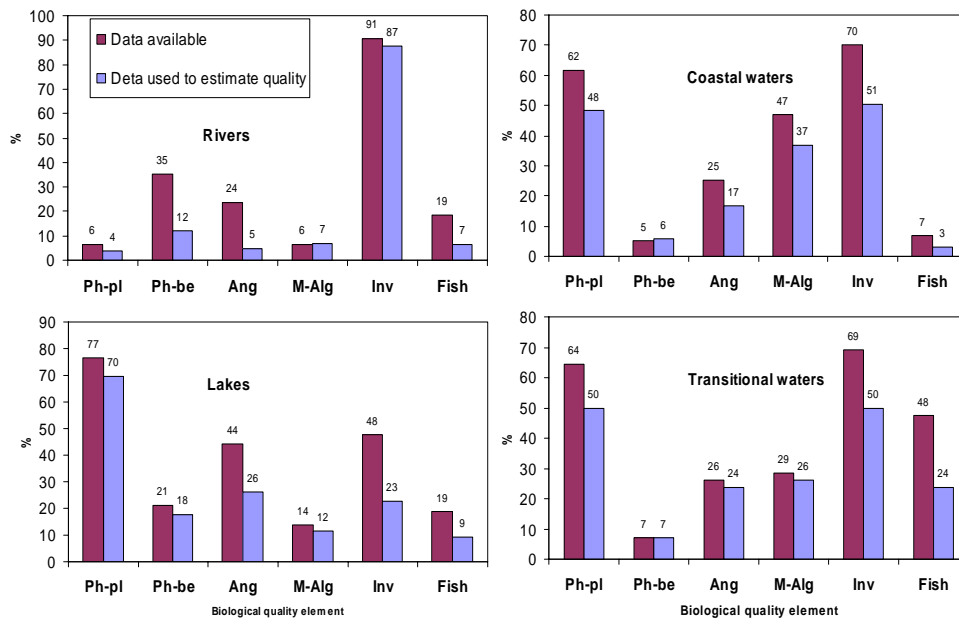 100
90
80
70
60
50
40
30
20
10
0
%
Data available
Deta used to estimate quality
Rivers
6 4 35 12 24 5 6 7 91 87 19 7
Ph-pl Ph-be Ang M-Alg Inv Fish
80
70
60
50
40
30
20
10
0
%
Coastal waters
62 48 5 6 25 17 47 37 70 51 7 3
Ph-pl Ph-be Ang M-Alg Inv Fish
90
80
70
60
50
40
30
20
10
0
%
Lakes
77 70 21 18 44 26 14 12 48 23 19 9
Ph-pl Ph-be Ang M-Alg Inv Fish
Biological quality element
80
70
60
50
40
30
20
10
0
%
Transitional waters
64 50 7 7 26 24 29 26 69 50 48 24
Ph-pl Ph-be Ang M-Alg Inv Fish
Biological quality element